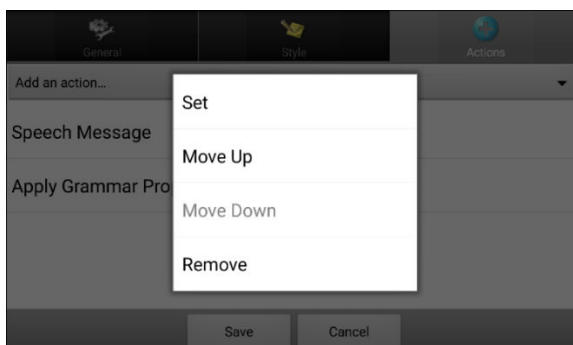 General
Style
Actions
Add an action...
Set
Speech Message
Move Up
Apply Grammar Pro
Move Down
Remove
Save
Cancel